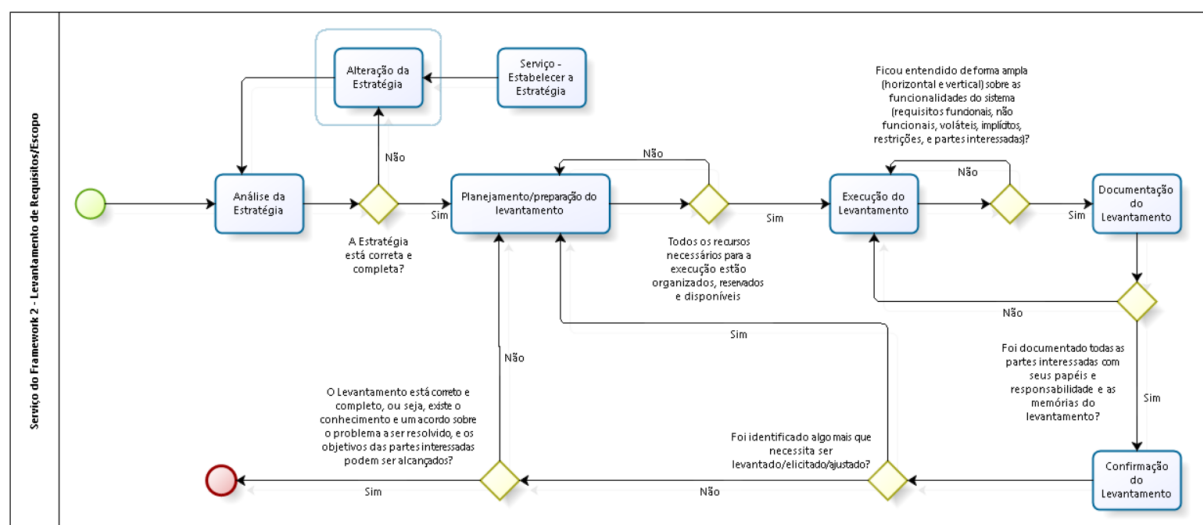 Serviço do Framework 2 - Levantamento de Requisitos/Escopo
Alteração da
Estratégia
Serviço -
Estabelecer a
Estratégia
Ficou entendido de forma ampla
(horizontal e vertical) sobre as
funcionalidades do sistema
(requisitos funcionais, não
funcionais, voláteis, implícitos,
restrições, e partes interessadas)?
Não
Não
Não
Análise da
Estratégia
Sim
Planejamento/preparação do
levantamento
Sim
Execução do
Levantamento
Sim
Documentação
do
Levantamento
A Estratégia
está correta e
completa?
Todos os recursos
necessários para a
execução estão
organizados, reservados
e disponíveis
Não
Sim
Não
Foi documentado todas as
partes interessadas com
seus papéis e
responsabilidade e as
memórias do
levantamento?
Sim
O Levantamento está correto e
completo, ou seja, existe o
conhecimento e um acordo sobre
o problema a ser resolvido, e os
objetivos das partes interessadas
podem ser alcançados?
Foi identificado algo mais que
necessita ser
levantado/elicitado/ajustado?
Sim
Não
Confirmação
do
Levantamento